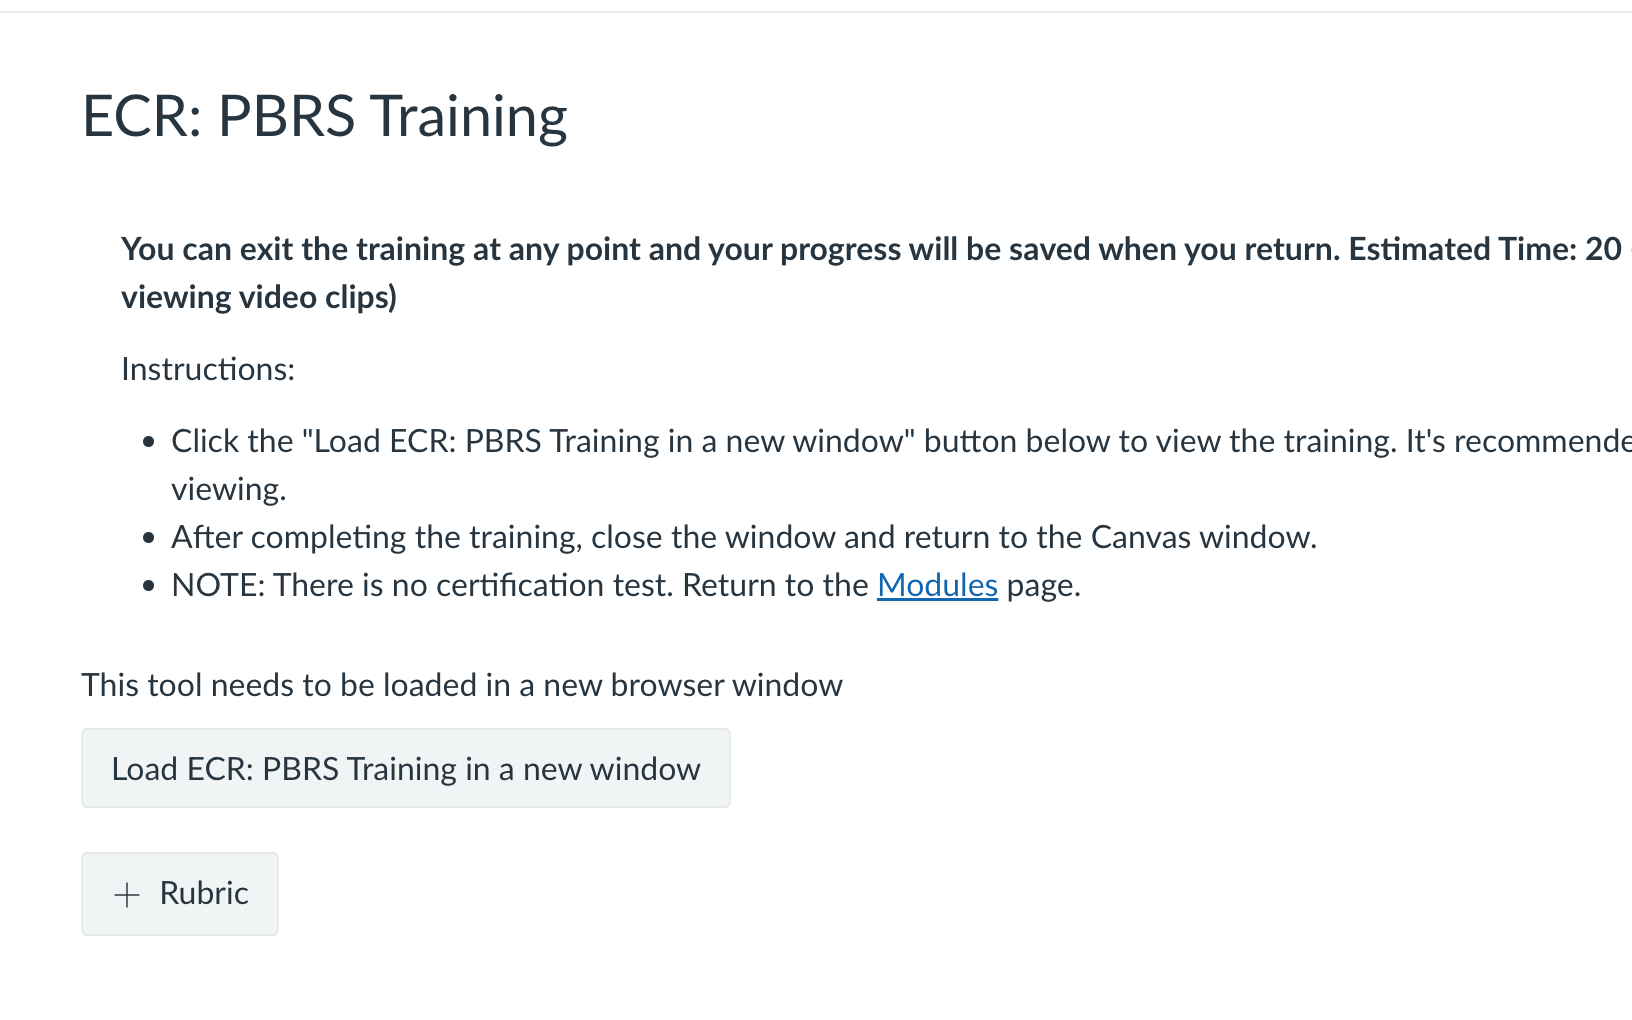 ECR: PBRS Training
You can exit the training at any point and your progress will be saved when you return. Estimated Time: 20
viewing video clips)
Instructions:
• Click the "Load ECR: PBRS Training in a new window" button below to view the training. It's recommende
viewing.
• After completing the training, close the window and return to the Canvas window.
• NOTE: There is no certification test. Return to the Modules page.
This tool needs to be loaded in a new browser window
Load ECR: PBRS Training in a new window
+ Rubric